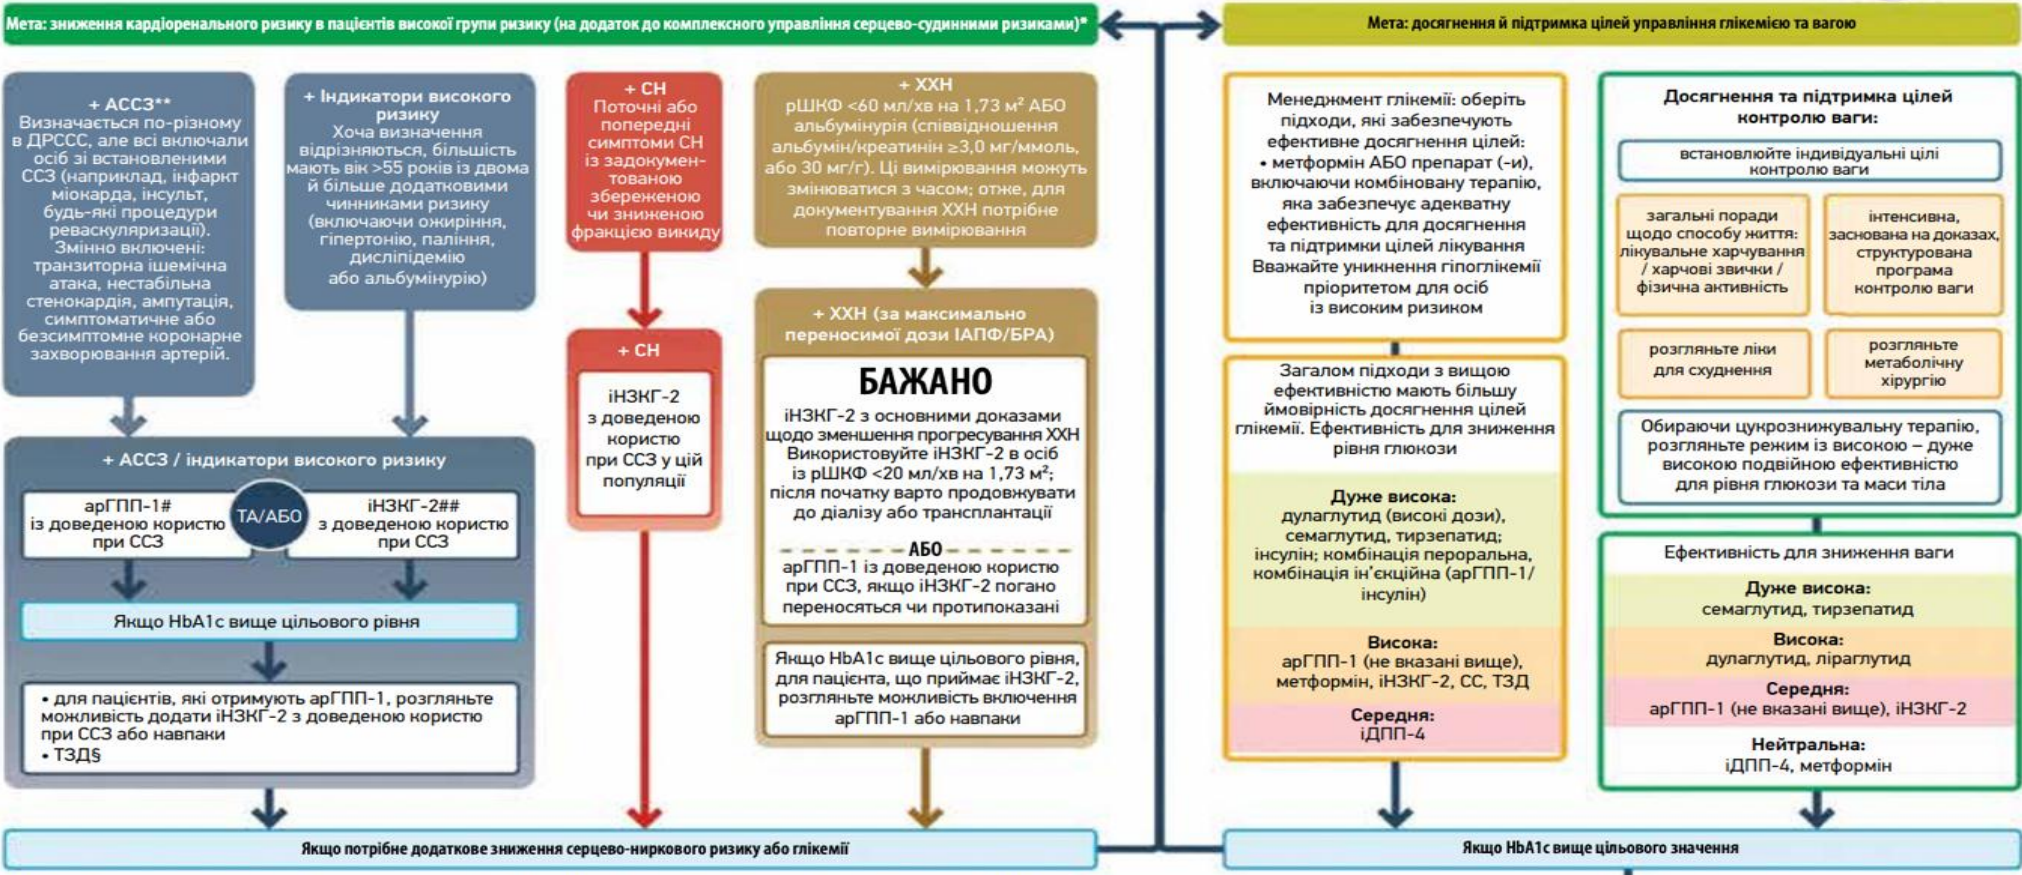 Мета: зниження кардіоренального ризику в пацієнтів високої групи ризику (на додаток до комплексного управління серцево-судинними ризиками)*
+ АССЗ**
Визначається по-різному
в ДРССС, але всі включали
осіб зі встановленими
ССЗ (наприклад, інфаркт
міокарда, інсульт,
будь-які процедури
реваскуляризації).
Змінно включені:
транзиторна ішемічна
атака, нестабільна
стенокардія, ампутація,
симптоматичне або
безсимптомне коронарне
захворювання артерій.
+ Індикатори високого
ризику
Хоча визначення
відрізняються, більшість
мають вік >55 років із двома
й більше додатковими
чинниками ризику
(включаючи ожиріння,
гіпертонію, паління,
дисліпідемію
або альбумінурію)
+ АССЗ / індикатори високого ризику
арГПП-1#
із доведеною користю
при ССЗ
ТА/АБО
іНЗКГ-2##
з доведеною користю
при ССЗ
Якщо HbA1c вище цільового рівня
• для пацієнтів, які отримують арГПП-1, розгляньте
можливість додати іНЗКГ-2 з доведеною користю
при ССЗ або навпаки
• ТЗД§
+ СН
Поточні або
попередні
симптоми СН
із задокумен-
тованою
збереженою
чи зниженою
фракцією викиду
+ СН
іНЗКГ-2
з доведеною
користю
при ССЗ у цій
популяції
+ ХХН
рШКФ <60 мл/хв на 1,73 м² АБО
альбумінурія (співвідношення
альбумін/креатинін ≥3,0 мг/ммоль,
або 30 мг/г). Ці вимірювання можуть
змінюватися з часом; отже, для
документування ХХН потрібне
повторне вимірювання
+ ХХН (за максимально
переносимої дози ІАПФ/БРА)
БАЖАНО
іНЗКГ-2 з основними доказами
щодо зменшення прогресування ХХН
Використовуйте іНЗКГ-2 в осіб
із рШКФ <20 мл/хв на 1,73 м²;
після початку варто продовжувати
до діалізу або трансплантації
АБО
арГПП-1 із доведеною користю
при ССЗ, якщо іНЗКГ-2 погано
переносяться чи протипоказані
Якщо HbA1c вище цільового рівня,
для пацієнта, що приймає іНЗКГ-2,
розгляньте можливість включення
арГПП-1 або навпаки
Якщо потрібне додаткове зниження серцево-ниркового ризику або глікемії
Мета: досягнення й підтримка цілей управління глікемією та вагою
Менеджмент глікемії: оберіть
підходи, які забезпечують
ефективне досягнення цілей:
• метформін АБО препарат (-и),
включаючи комбіновану терапію,
яка забезпечує адекватну
ефективність для досягнення
та підтримки цілей лікування
Вважайте уникнення гіпоглікемії
пріоритетом для осіб
із високим ризиком
Загалом підходи з вищою
ефективністю мають більшу
ймовірність досягнення цілей
глікемії. Ефективність для зниження
рівня глюкози
Дуже висока:
дулаглутид (високі дози),
семаглутид, тирзепатид;
інсулін; комбінація пероральна,
комбінація ін’єкційна (арГПП-1/
інсулін)
Висока:
арГПП-1 (не вказані вище),
метформін, іНЗКГ-2, СС, ТЗД
Середня:
іДПП-4
Досягнення та підтримка цілей
контролю ваги:
встановлюйте індивідуальні цілі
контролю ваги
загальні поради
щодо способу життя:
лікувальне харчування
/ харчові звички /
фізична активність
інтенсивна,
заснована на доказах,
структурована
програма
контролю ваги
розгляньте ліки
для схуднення
розгляньте
метаболічну
хірургію
Обираючи цукрознижувальну терапію,
розгляньте режим із високою – дуже
високою подвійною ефективністю
для рівня глюкози та маси тіла
Ефективність для зниження ваги
Дуже висока:
семаглутид, тирзепатид
Висока:
дулаглутид, ліраглутид
Середня:
арГПП-1 (не вказані вище), іНЗКГ-2
Нейтральна:
іДПП-4, метформін
Якщо HbA1c вище цільового значення